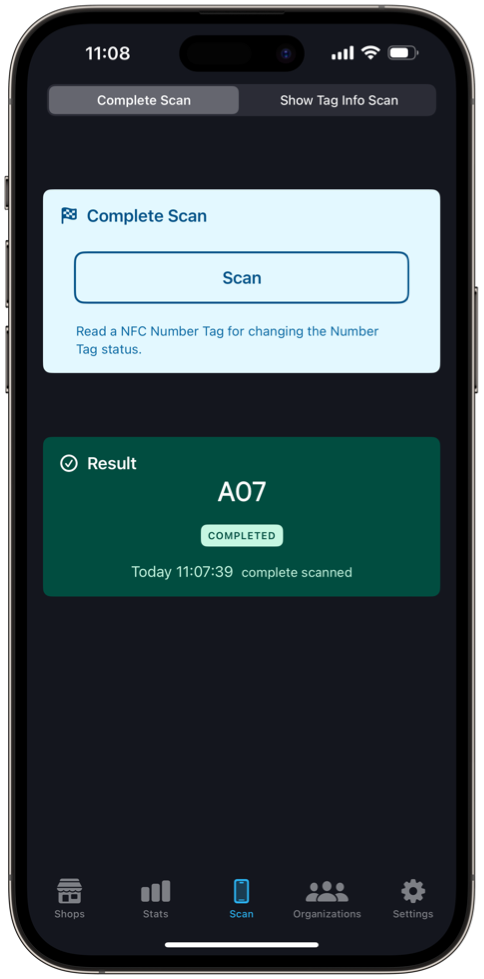 11:08
Complete Scan
Show Tag Info Scan
Complete Scan
Scan
Read a NFC Number Tag for changing the Number
Tag status.
Result
A07
COMPLETED
Today 11:07:39 complete scanned
Shops
Stats
Scan
Organizations
Settings